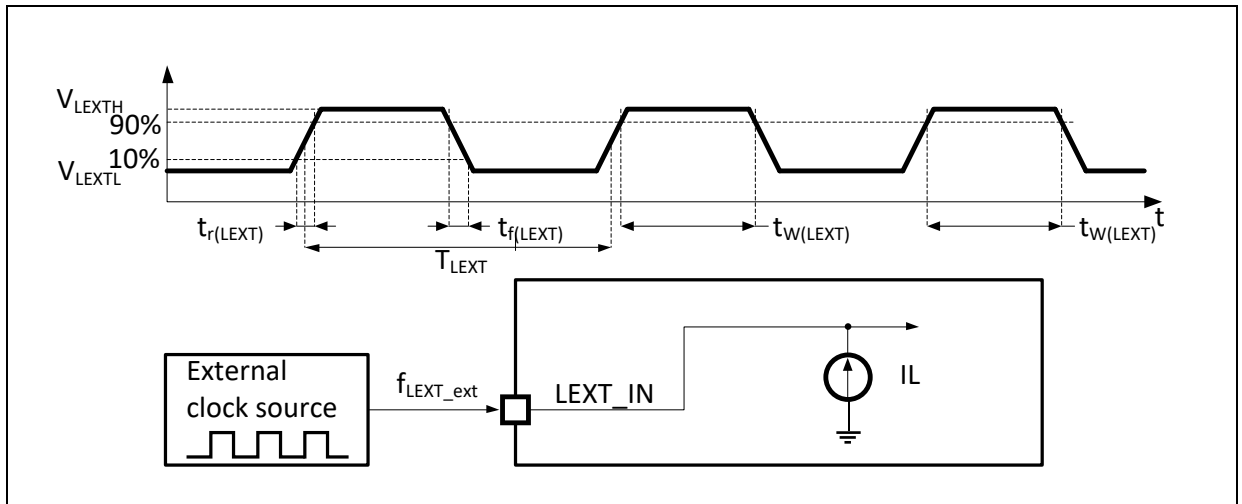 V_LEXTH
90%
10%
V_LEXTL
t
t_r(LEXT)
t_f(LEXT)
t_W(LEXT)
t_W(LEXT)
T_LEXT
External
clock source
f_LEXT_ext
LEXT_IN
IL